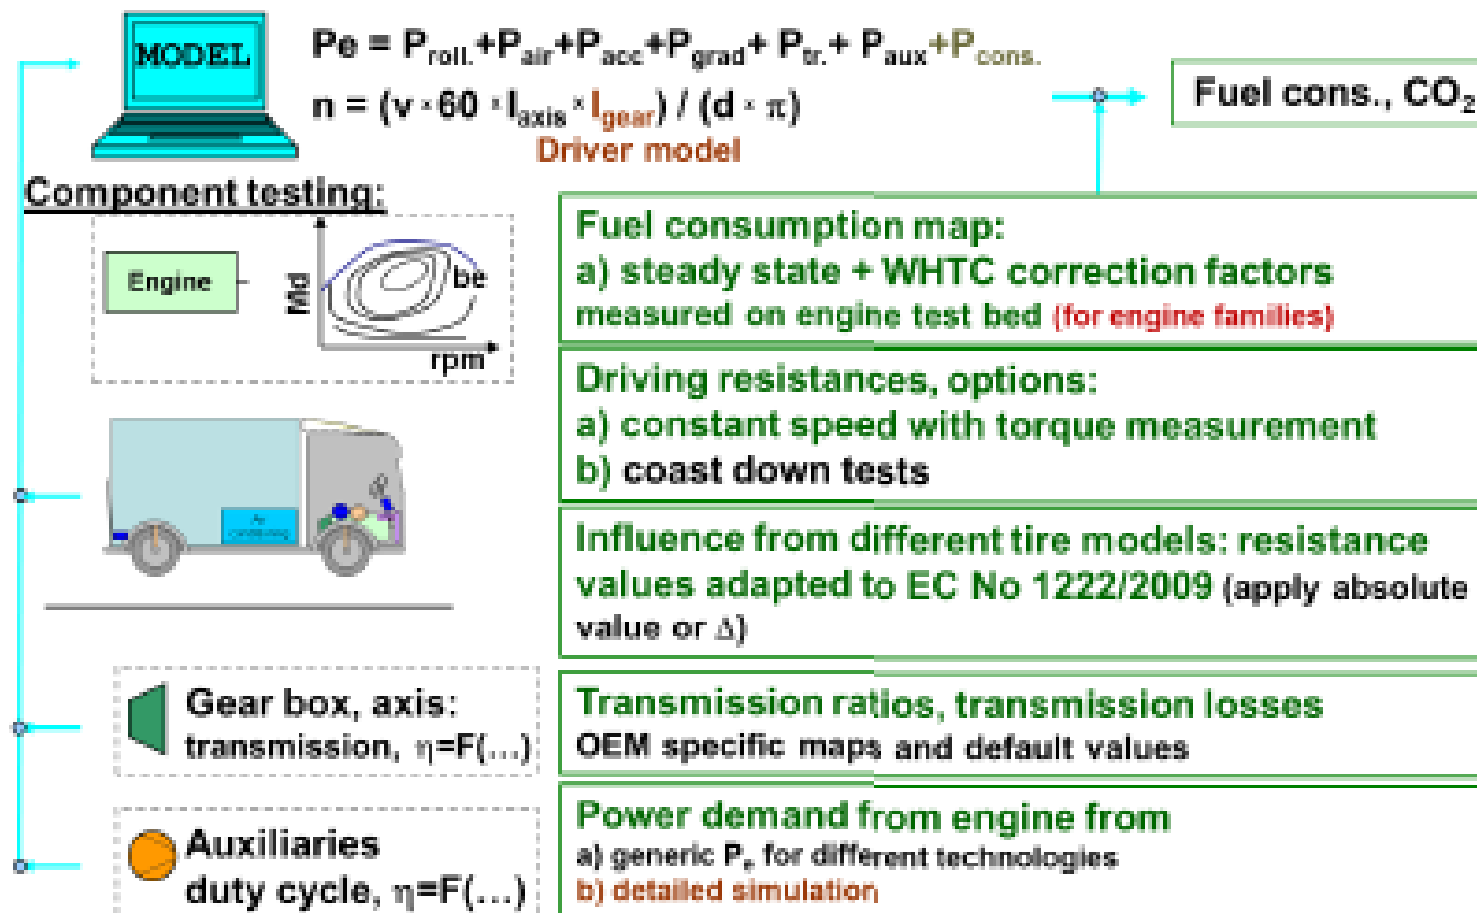 MODEL
Pe = Proll.+Pair+Pacc+Pgrad+ Ptr.+ Paux+Pcons.
n = (v·60 ·Iaxis·Igear) / (d · π)
Driver model
Fuel cons., CO2
Component testing:
Engine
Md
be
rpm
Fuel consumption map:
a) steady state + WHTC correction factors
measured on engine test bed (for engine families)
Driving resistances, options:
a) constant speed with torque measurement
b) coast down tests
Influence from different tire models: resistance
values adapted to EC No 1222/2009 (apply absolute
value or Δ)
Gear box, axis:
transmission, η=F(...)
Transmission ratios, transmission losses
OEM specific maps and default values
Auxiliaries
duty cycle, η=F(...)
Power demand from engine from
a) generic Pe for different technologies
b) detailed simulation